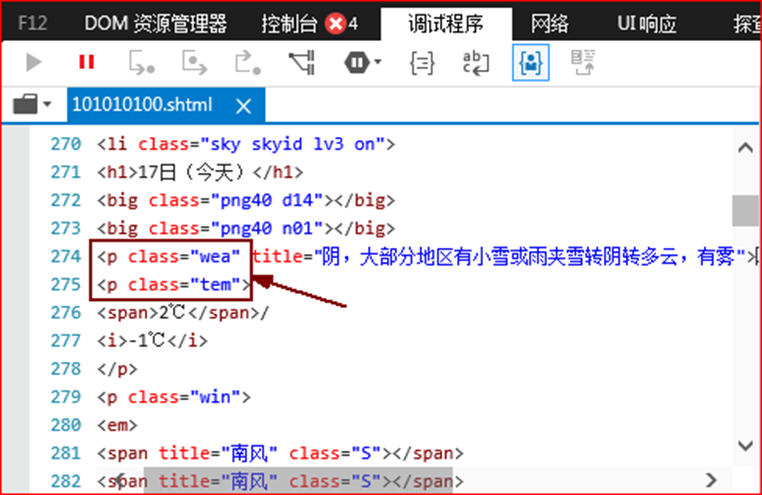 F12 DOM 资源管理器 控制台 4 调试程序 网络 UI 响应 探查
101010100.shtml
270 <li class="sky skyid lv3 on">
271 <h1>17日（今天）</h1>
272 <big class="png40 d14"></big>
273 <big class="png40 n01"></big>
274 <p class="wea" title="阴，大部分地区有小雪或雨夹雪转阴转多云，有雾">
275 <p class="tem">
276 <span>2℃</span>/
277 <i>-1℃</i>
278 </p>
279 <p class="win">
280 <em>
281 <span title="南风" class="S"></span>
282 <span title="南风" class="S"></span>